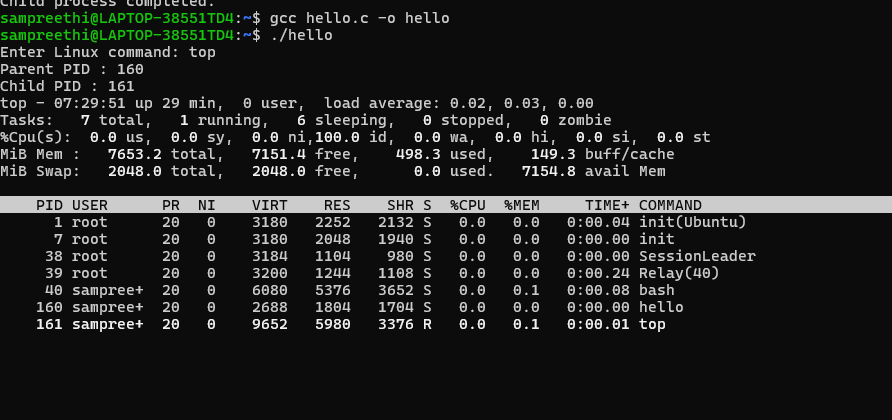 Child process completed.
sampreethi@LAPTOP-38551TD4:~$ gcc hello.c -o hello
sampreethi@LAPTOP-38551TD4:~$ ./hello
Enter Linux command: top
Parent PID : 160
Child PID : 161
top - 07:29:51 up 29 min,  0 user,  load average: 0.02, 0.03, 0.00
Tasks:   7 total,   1 running,   6 sleeping,   0 stopped,   0 zombie
%Cpu(s):  0.0 us,  0.0 sy,  0.0 ni,100.0 id,  0.0 wa,  0.0 hi,  0.0 si,  0.0 st
MiB Mem :   7653.2 total,   7151.4 free,    498.3 used,    149.3 buff/cache
MiB Swap:   2048.0 total,   2048.0 free,      0.0 used.   7154.8 avail Mem
    PID USER      PR  NI    VIRT    RES    SHR S  %CPU  %MEM     TIME+ COMMAND
      1 root      20   0    3180   2252   2132 S   0.0   0.0   0:00.04 init(Ubuntu)
      7 root      20   0    3180   2048   1940 S   0.0   0.0   0:00.00 init
     38 root      20   0    3184   1104    980 S   0.0   0.0   0:00.00 SessionLeader
     39 root      20   0    3200   1244   1108 S   0.0   0.0   0:00.24 Relay(40)
     40 sampree+  20   0    6080   5376   3652 S   0.0   0.1   0:00.08 bash
    160 sampree+  20   0    2688   1804   1704 S   0.0   0.0   0:00.00 hello
    161 sampree+  20   0    9652   5980   3376 R   0.0   0.1   0:00.01 top